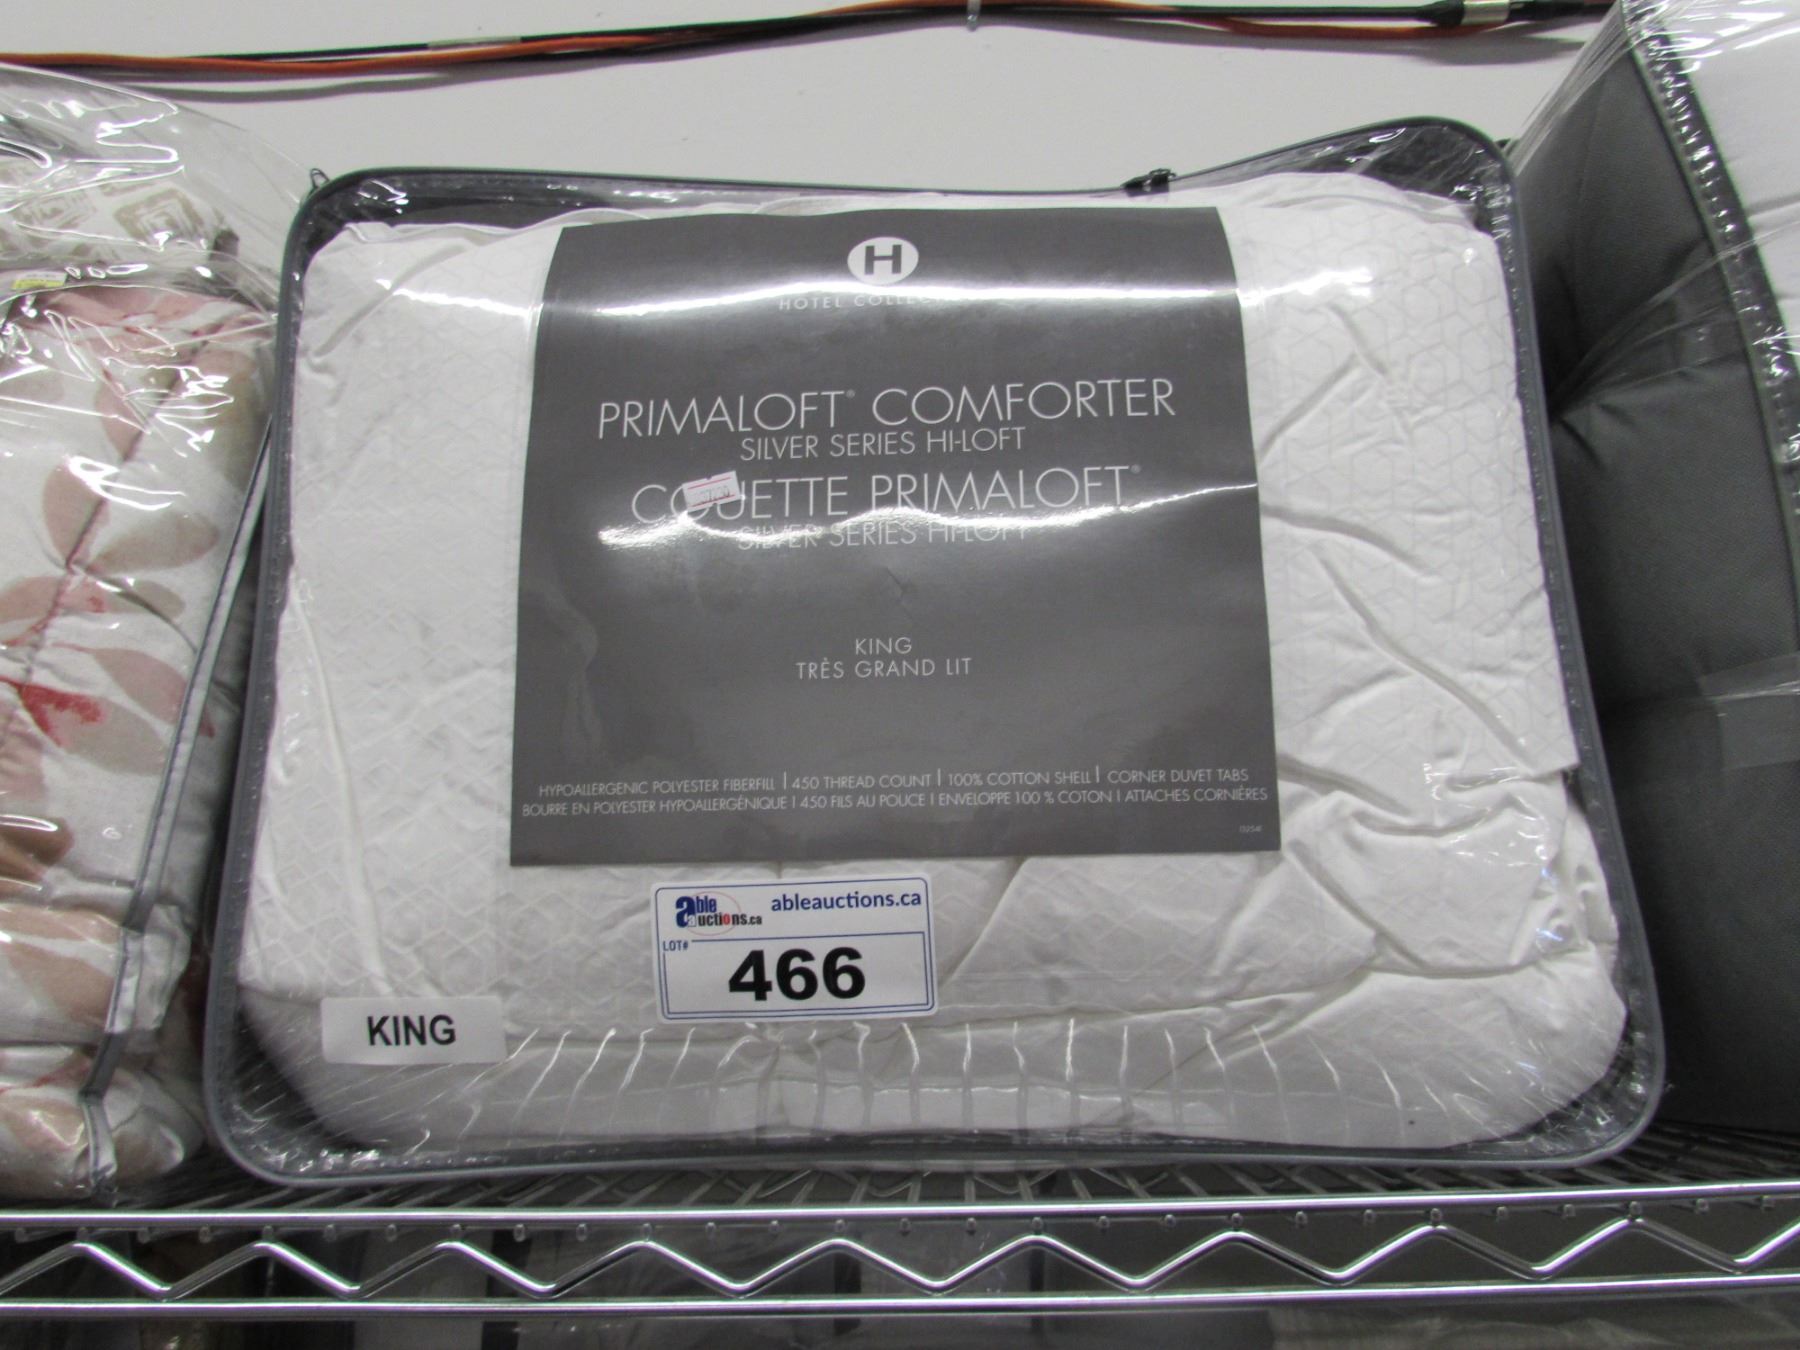 H
HOTEL
PRIMALOFT® COMFORTER
SILVER SERIES HI-LOFT
COUETTE PRIMALOFT®
SILVER SERIES HI-LOFT
KING
TRÈS GRAND LIT
HYPOALLERGENIC POLYESTER FIBERFILL | 450 THREAD COUNT | 100% COTTON SHELL | CORNER DUVET TABS
BOURRE EN POLYESTER HYPOALLERGÉNIQUE | 450 FILS AU POUCE | ENVELOPPE 100 % COTON | ATTACHES CORNIÈRES
able auctions.ca
ableauctions.ca
LOT#
466
KING